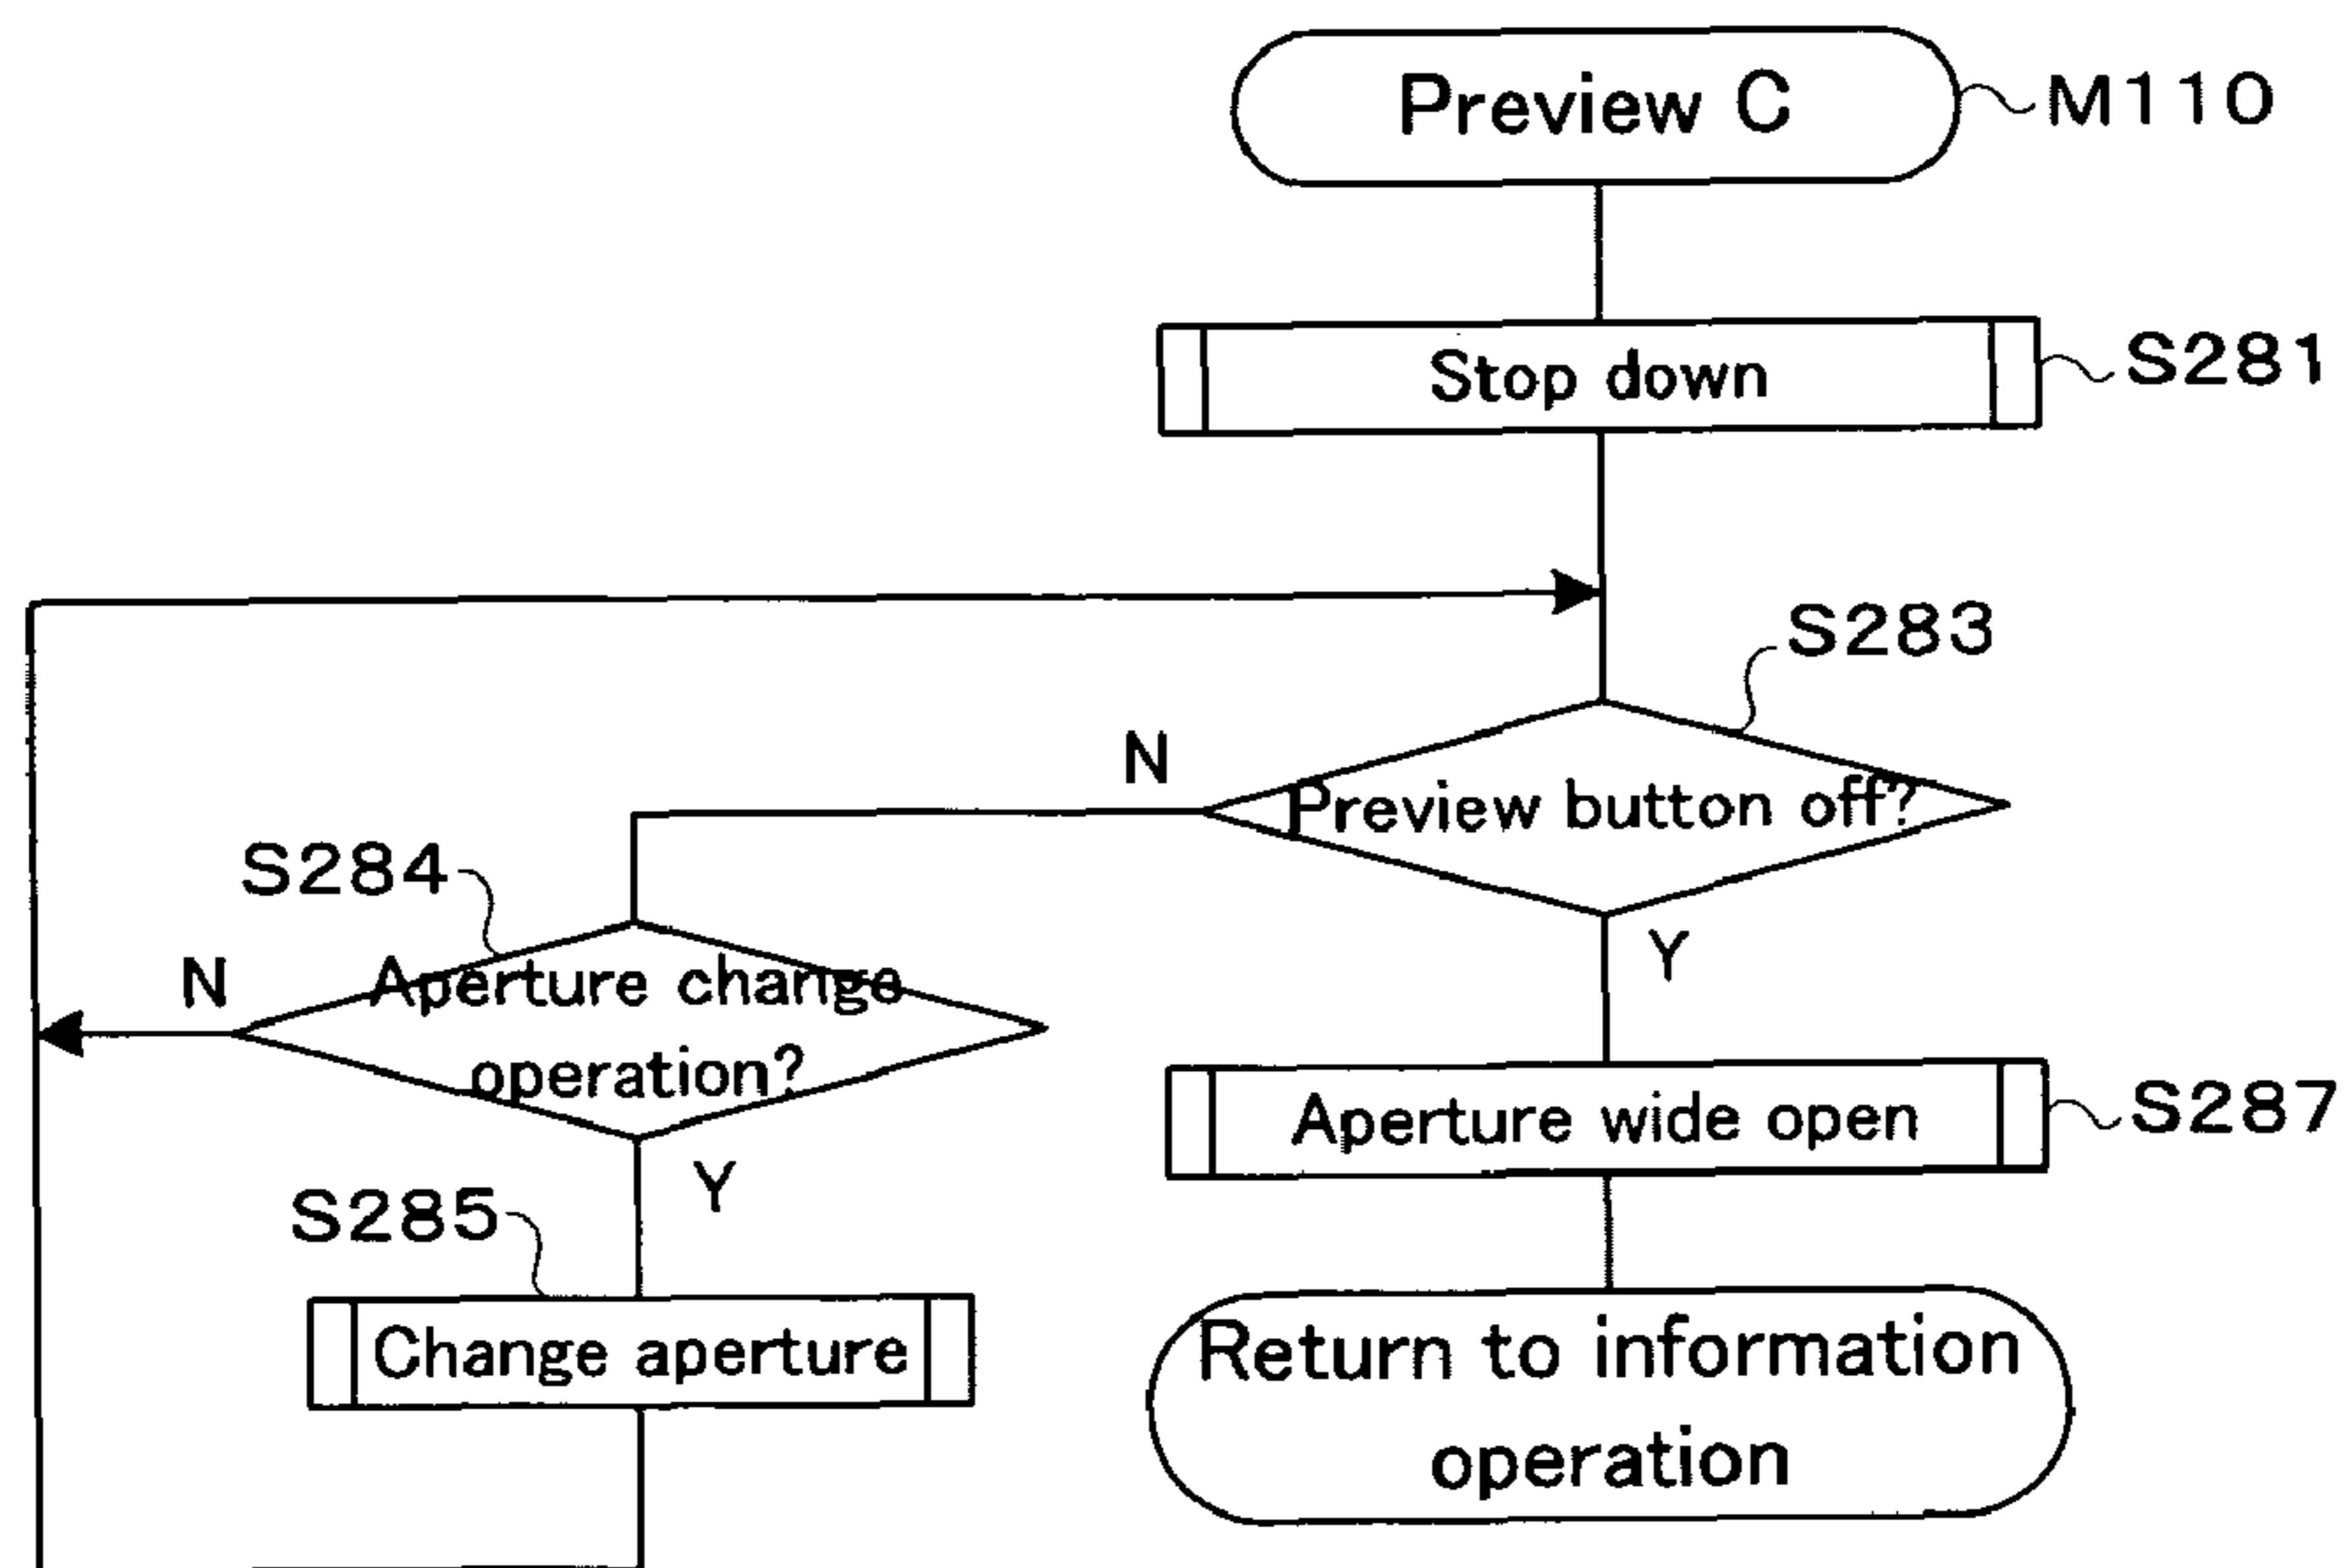 Preview C
M110
Stop down
S281
S283
N
Preview button off?
S284
Y
N
Aperture change
operation?
Aperture wide open
S287
Y
S285
Change aperture
Return to information
operation